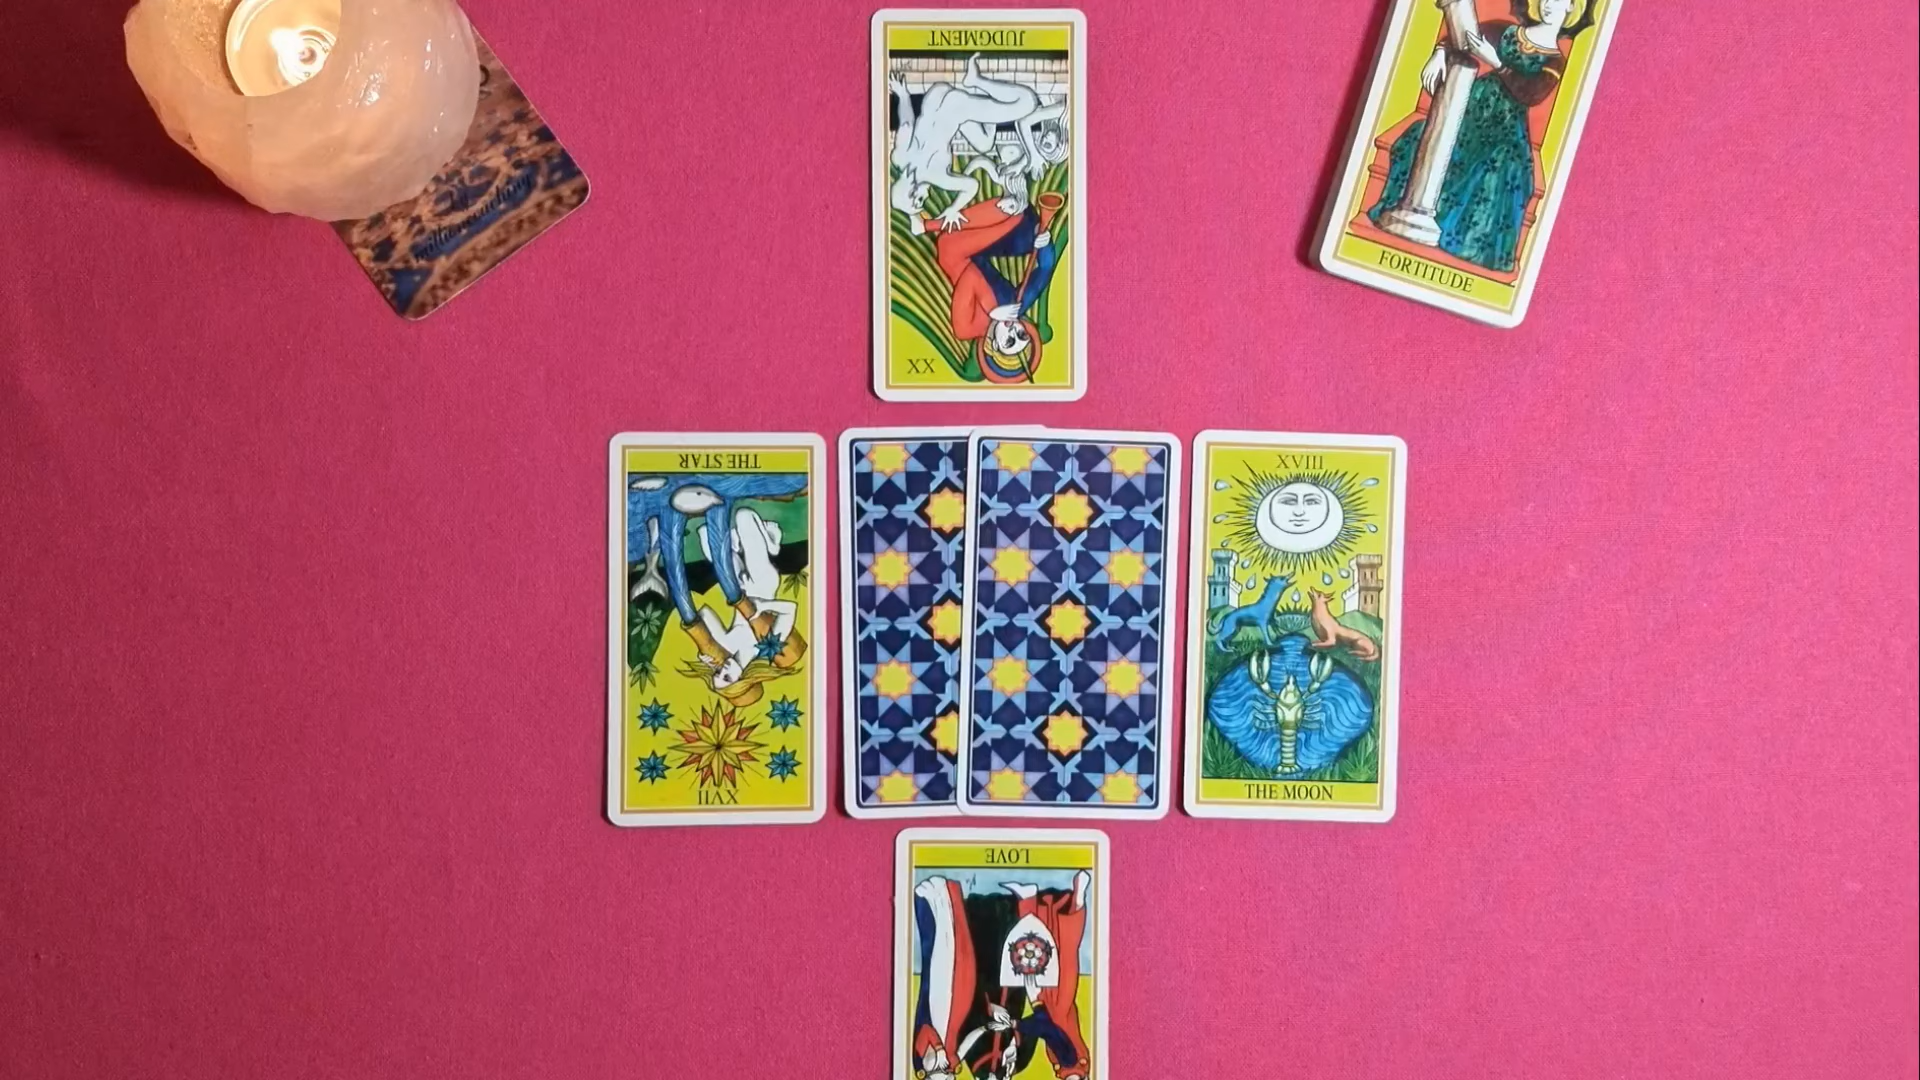 JUDGMENT
XX
FORTITUDE
THE STAR
XVII
XVIII
THE MOON
LOVE